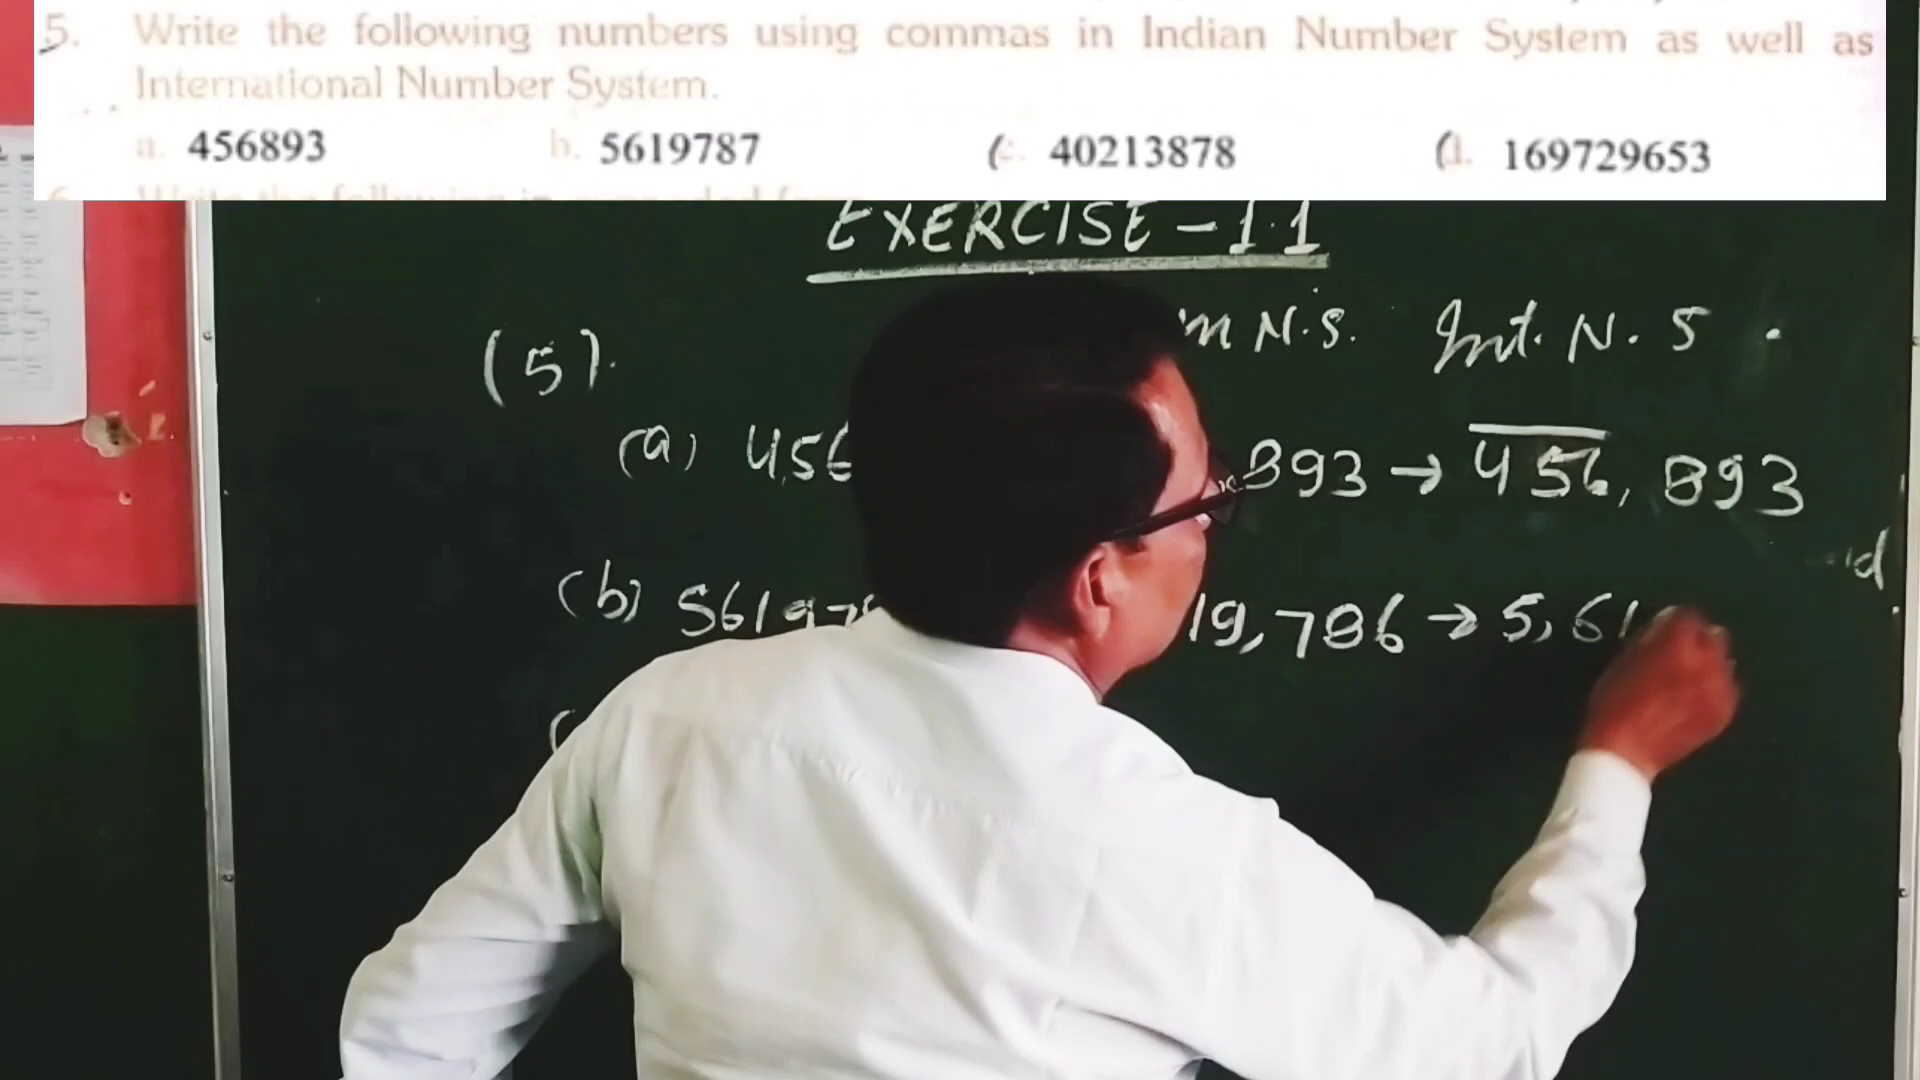 5. Write the following numbers using commas in Indian Number System as well as
International Number System.
a. 456893 b. 5619787 c. 40213878 d. 169729653
EXERCISE - 1.1
(5). N.S. Int. N. S.
(a) 456 893 → 456, 893
(b) 56197 19,786 → 5, 61